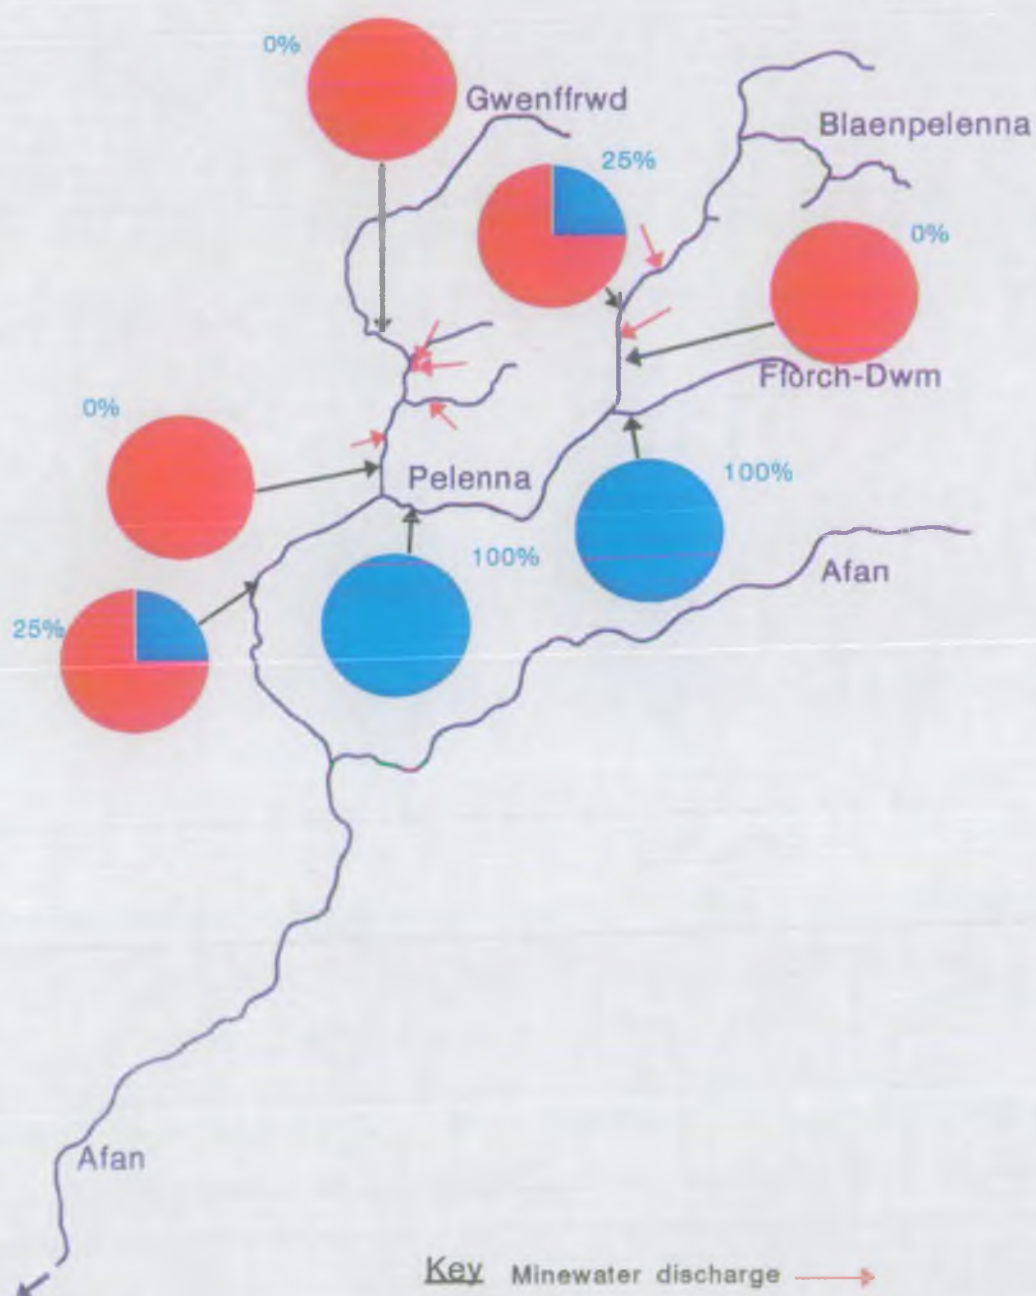 0%
Gwenffrwd
Blaenpelenna
25%
0%
Fforch-Dwm
0%
Pelenna
100%
100%
Afan
25%
Afan
Key Minewater discharge